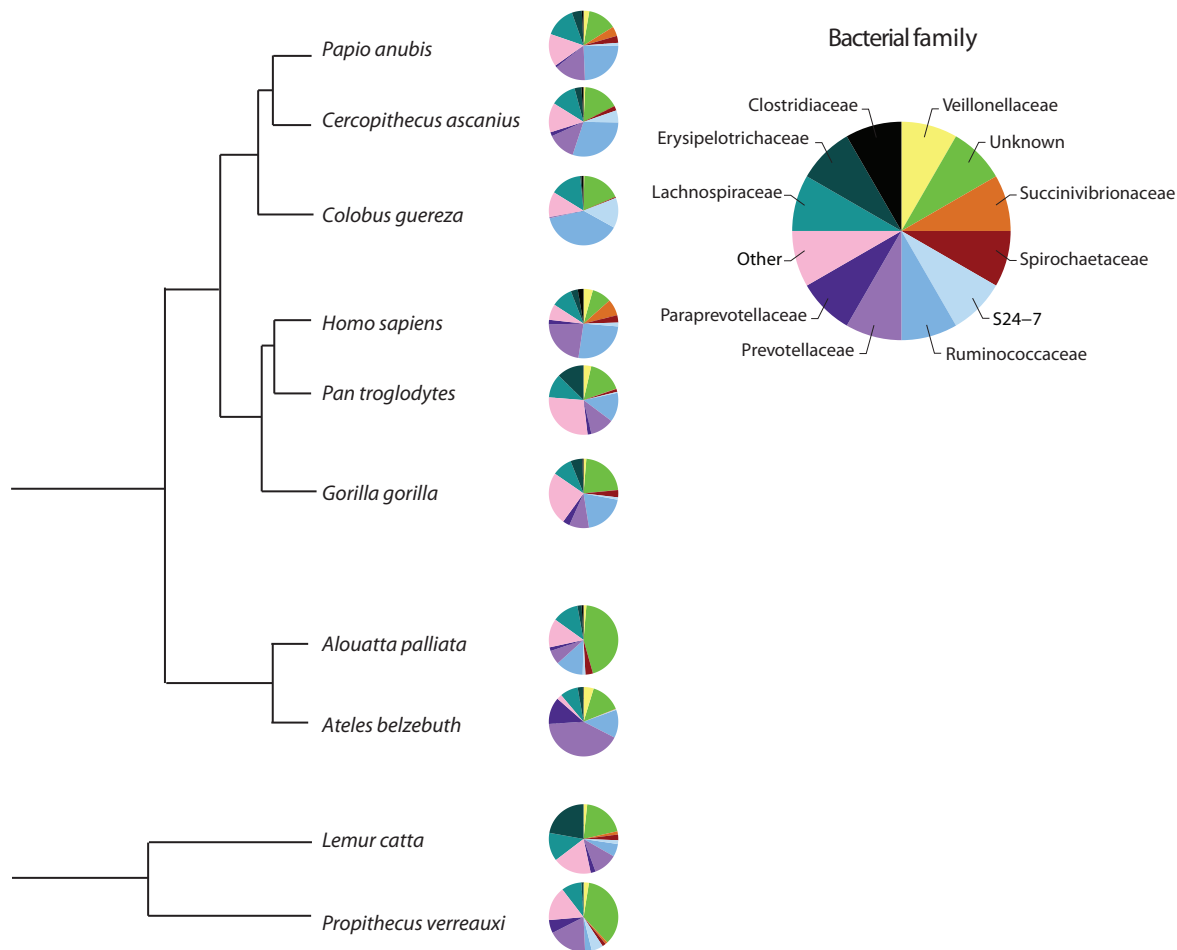 Papio anubis
Cercopithecus ascanius
Colobus guereza
Homo sapiens
Pan troglodytes
Gorilla gorilla
Alouatta palliata
Ateles belzebuth
Lemur catta
Propithecus verreauxi
Bacterial family
Clostridiaceae
Veillonellaceae
Erysipelotrichaceae
Unknown
Lachnospiraceae
Succinivibrionaceae
Other
Spirochaetaceae
Paraprevotellaceae
S24–7
Prevotellaceae
Ruminococcaceae